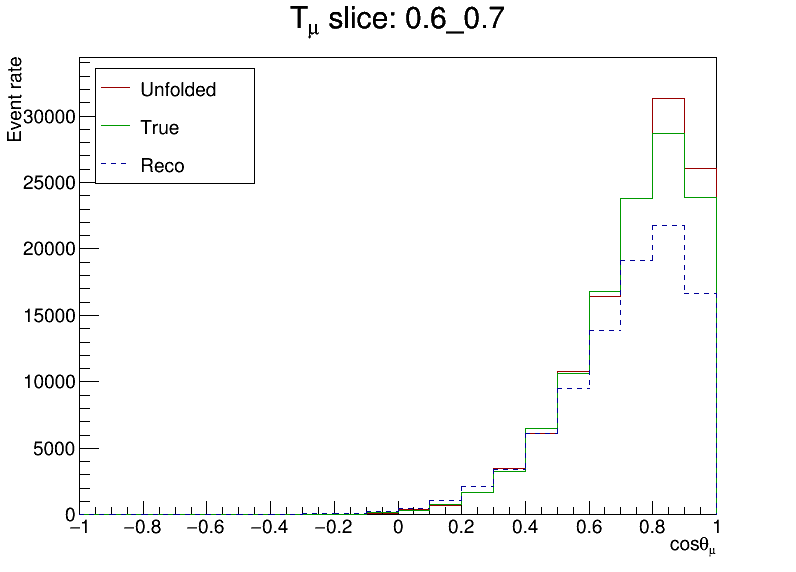 Tμ slice: 0.6_0.7
Event rate
Unfolded
True
Reco
30000
25000
20000
15000
10000
5000
0
−1 −0.8 −0.6 −0.4 −0.2 0 0.2 0.4 0.6 0.8 1
cosθμ